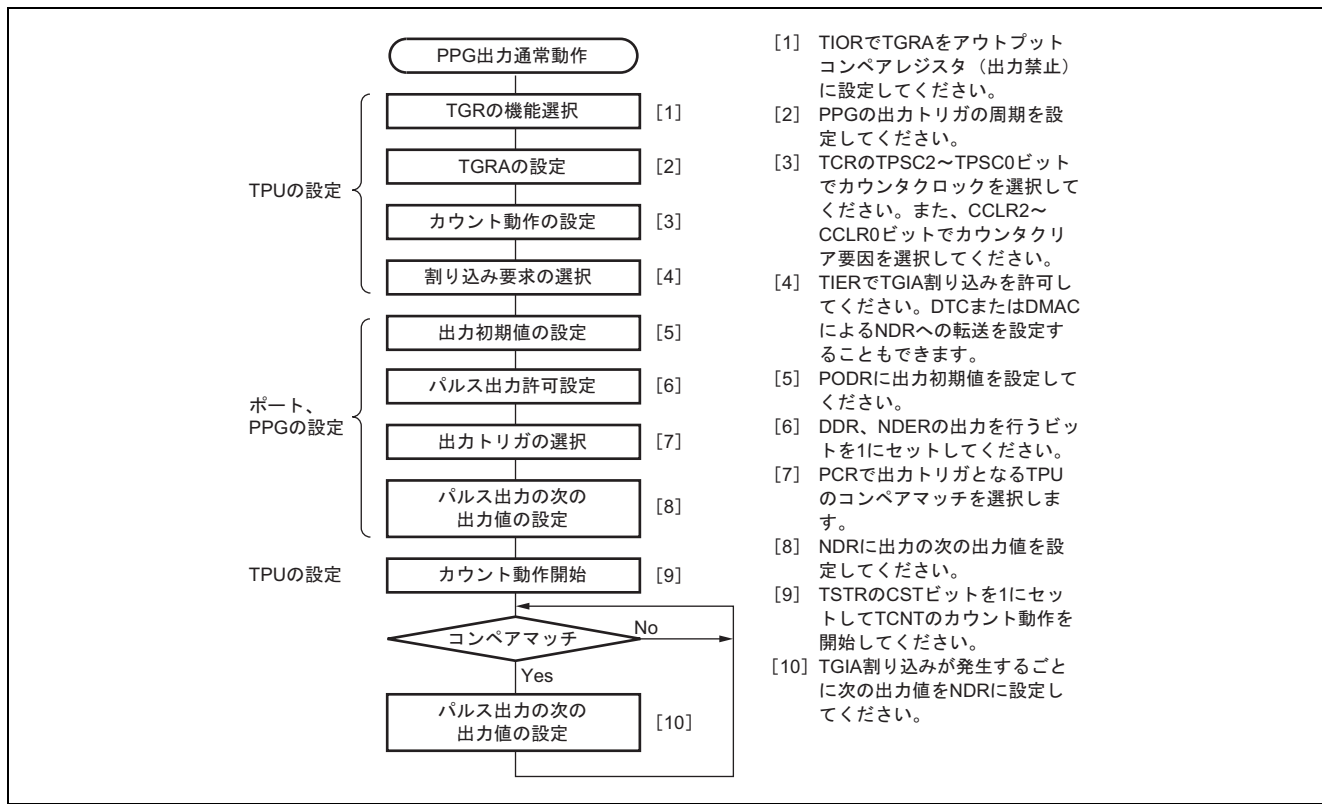 PPG出力通常動作
TPUの設定
TGRの機能選択 [1]
TGRAの設定 [2]
カウント動作の設定 [3]
割り込み要求の選択 [4]
ポート、
PPGの設定
出力初期値の設定 [5]
パルス出力許可設定 [6]
出力トリガの選択 [7]
パルス出力の次の
出力値の設定 [8]
TPUの設定
カウント動作開始 [9]
コンペアマッチ
No
Yes
パルス出力の次の
出力値の設定 [10]
[1] TIORでTGRAをアウトプット
コンペアレジスタ（出力禁止）
に設定してください。
[2] PPGの出力トリガの周期を設
定してください。
[3] TCRのTPSC2～TPSC0ビット
でカウンタクロックを選択して
ください。また、CCLR2～
CCLR0ビットでカウンタクリ
ア要因を選択してください。
[4] TIERでTGIA割り込みを許可し
てください。DTCまたはDMAC
によるNDRへの転送を設定す
ることもできます。
[5] PODRに出力初期値を設定して
ください。
[6] DDR、NDERの出力を行うビッ
トを1にセットしてください。
[7] PCRで出力トリガとなるTPU
のコンペアマッチを選択しま
す。
[8] NDRに出力の次の出力値を設
定してください。
[9] TSTRのCSTビットを1にセッ
トしてTCNTのカウント動作を
開始してください。
[10] TGIA割り込みが発生するごと
に次の出力値をNDRに設定し
てください。